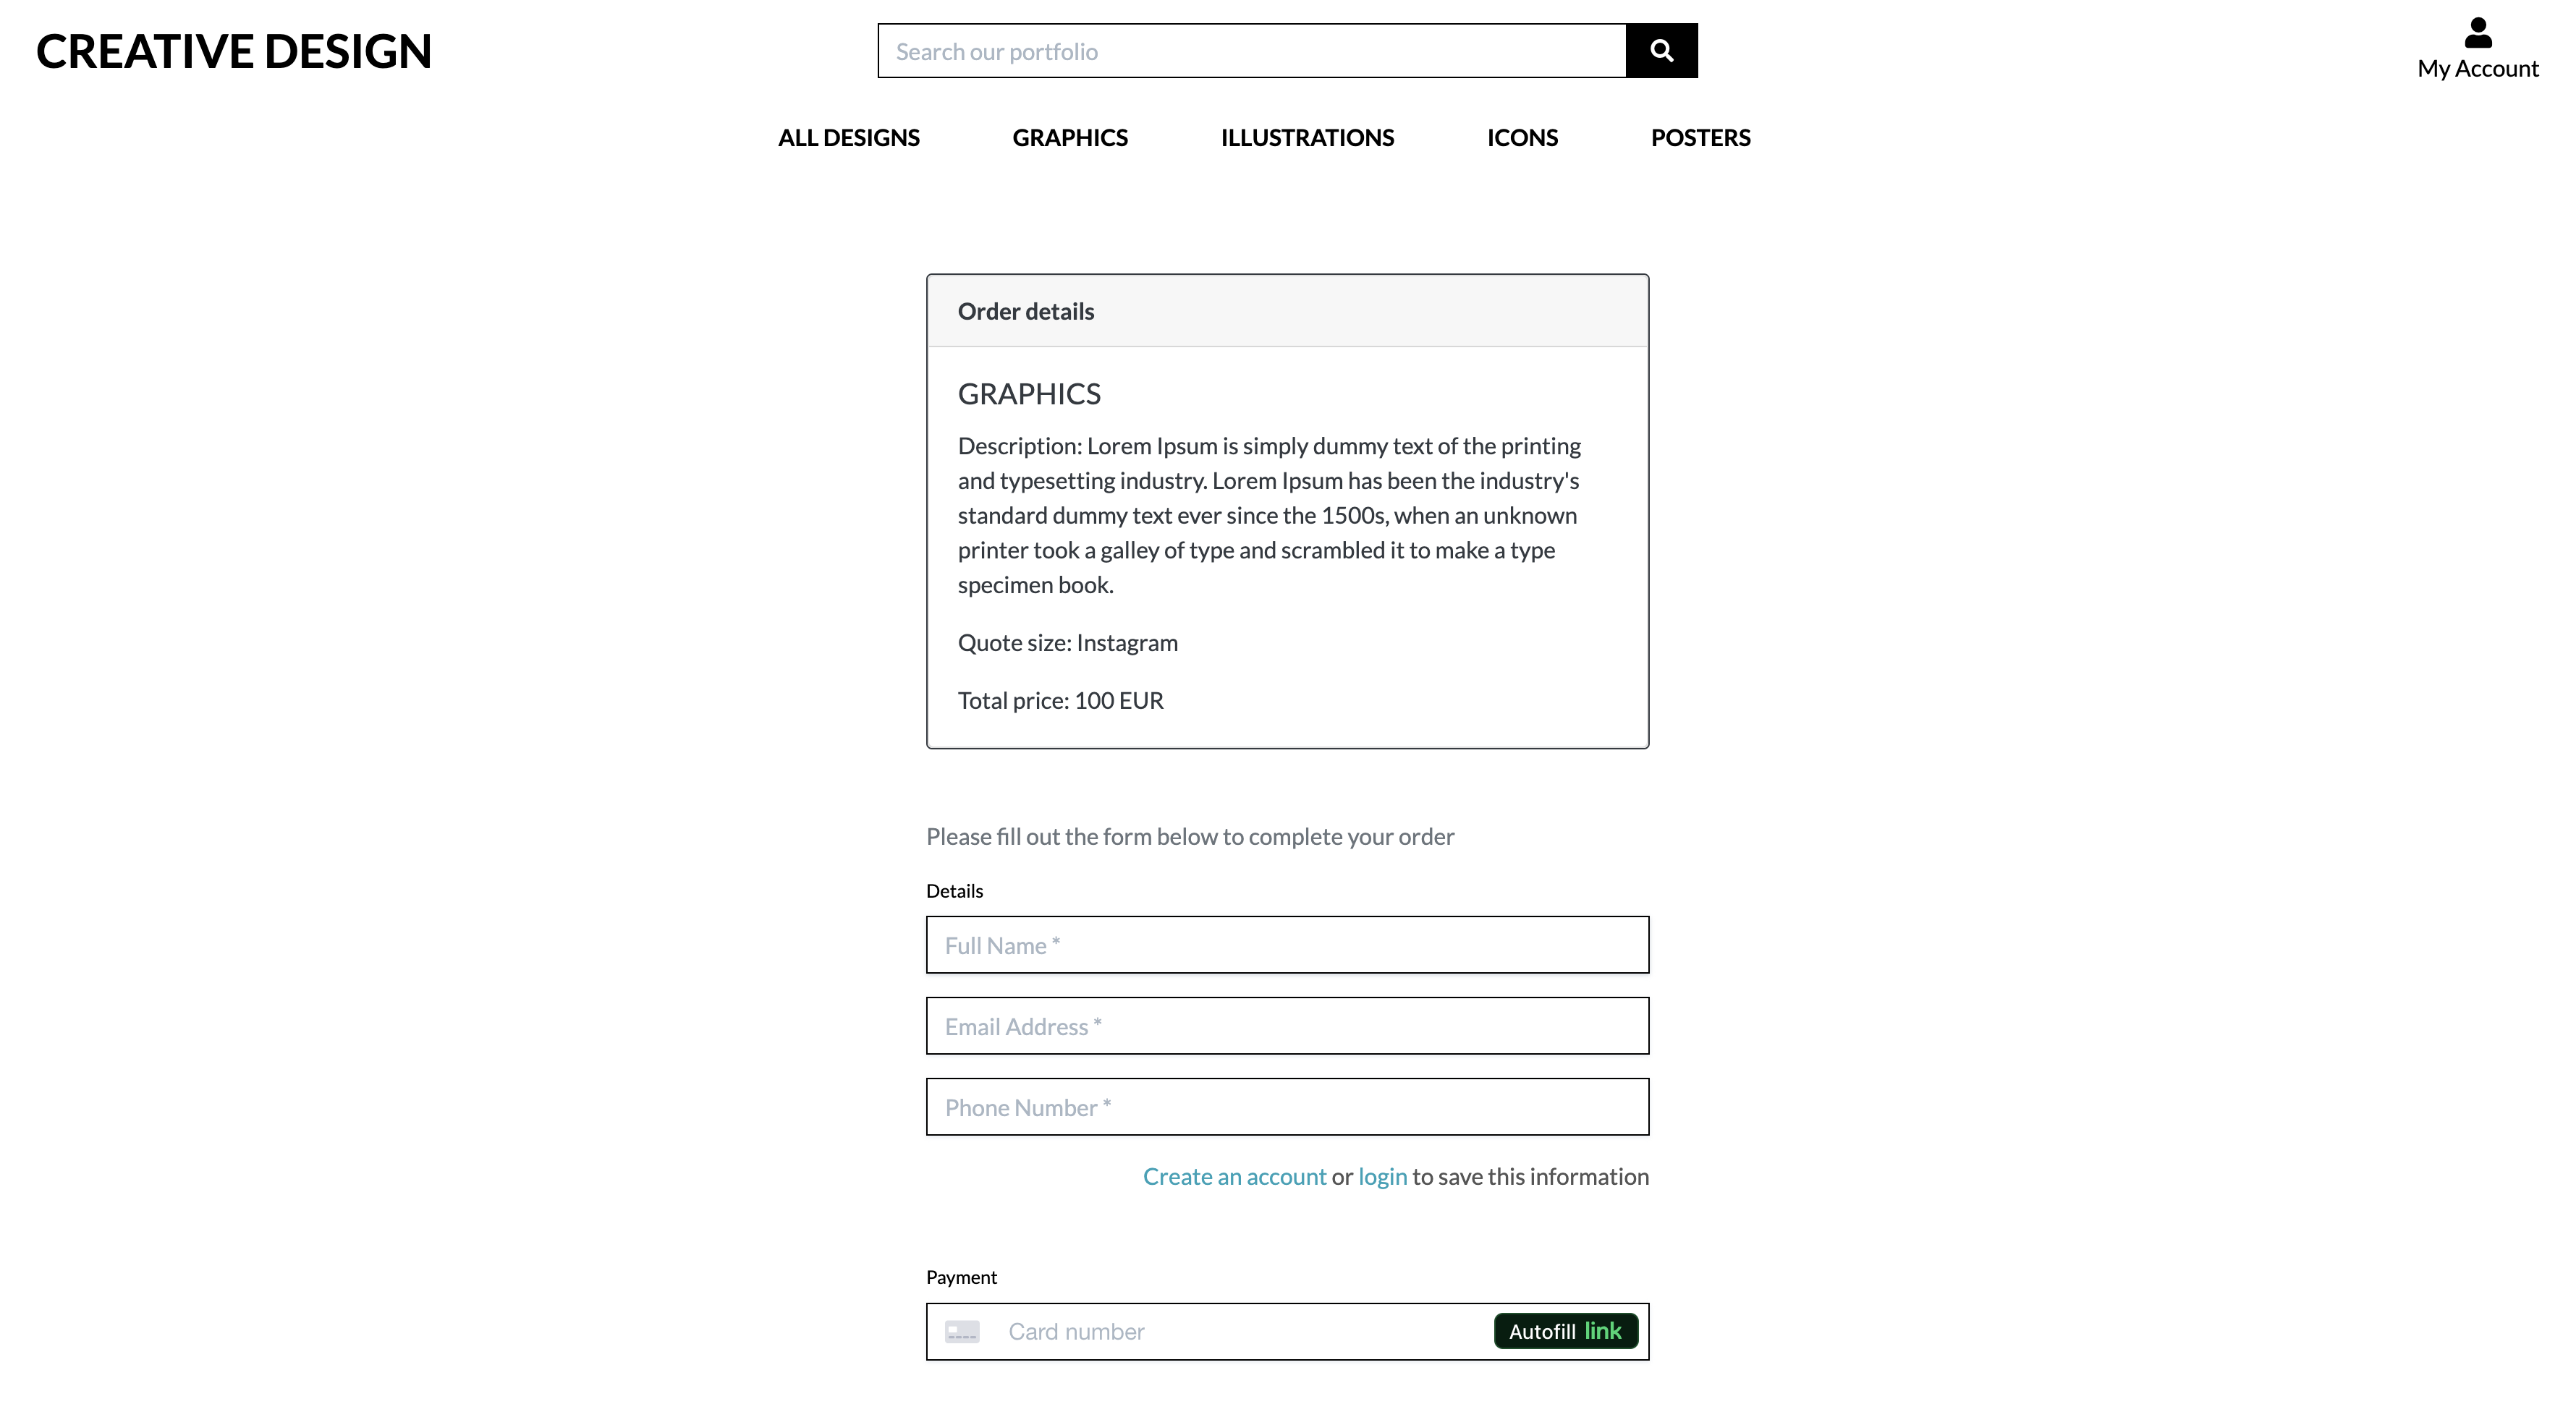 CREATIVE DESIGN
Search our portfolio
My Account
ALL DESIGNS GRAPHICS ILLUSTRATIONS ICONS POSTERS
Order details
GRAPHICS
Description: Lorem Ipsum is simply dummy text of the printing
and typesetting industry. Lorem Ipsum has been the industry's
standard dummy text ever since the 1500s, when an unknown
printer took a galley of type and scrambled it to make a type
specimen book.
Quote size: Instagram
Total price: 100 EUR
Please fill out the form below to complete your order
Details
Full Name *
Email Address *
Phone Number *
Create an account or login to save this information
Payment
Card number
Autofill link